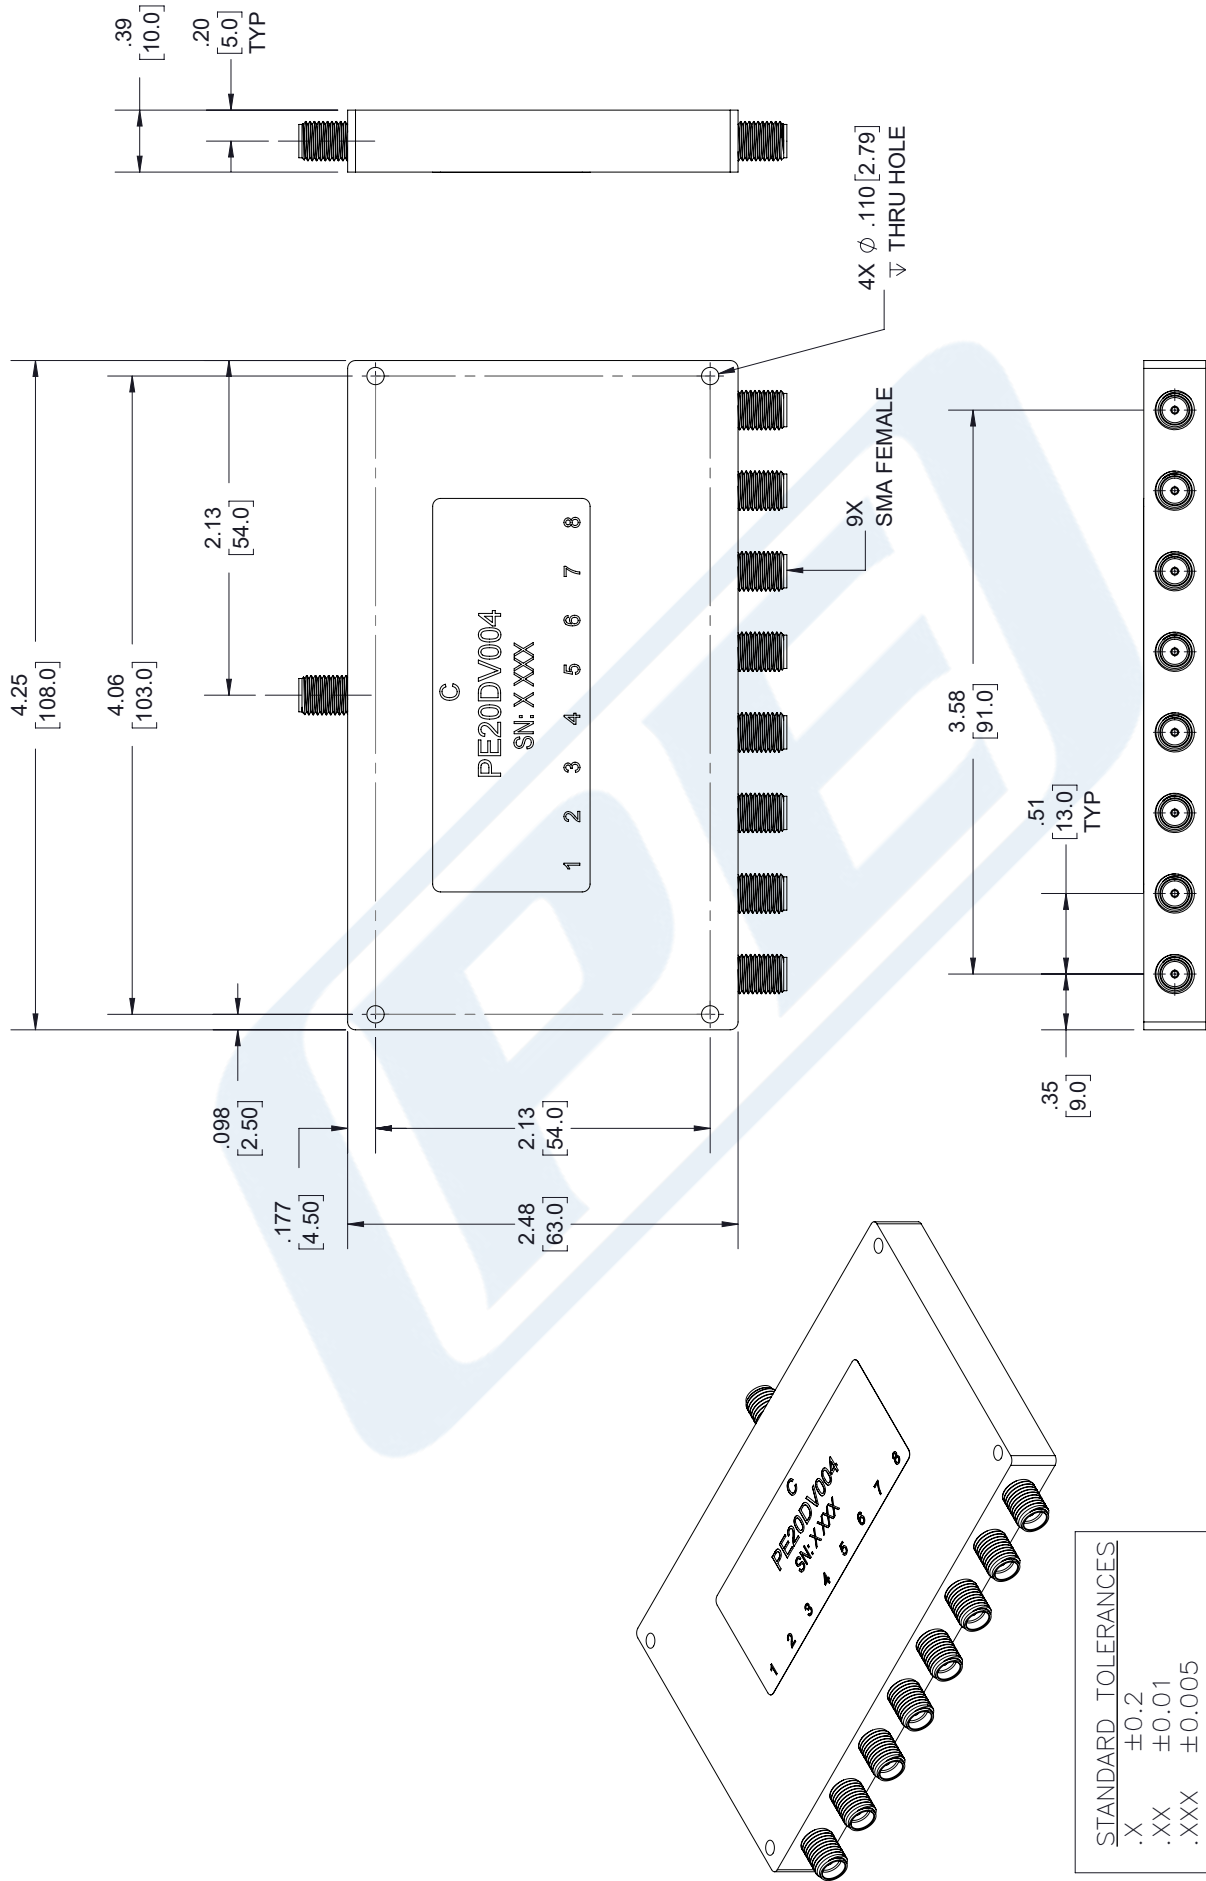 .39
[10.0]
.20
[5.0]
TYP
4.25
[108.0]
4.06
[103.0]
2.13
[54.0]
.098
[2.50]
.177
[4.50]
2.13
[54.0]
2.48
[63.0]
C
PE20DV004
SN: X XXX
1 2 3 4 5 6 7 8
4X ⌀ .110 [2.79]
↧ THRU HOLE
9X
SMA FEMALE
3.58
[91.0]
.51
[13.0]
TYP
.35
[9.0]
C
PE20DV004
SN: X XXX
1 2 3 4 5 6 7 8
STANDARD TOLERANCES
.X ±0.2
.XX ±0.01
.XXX ±0.005
PE